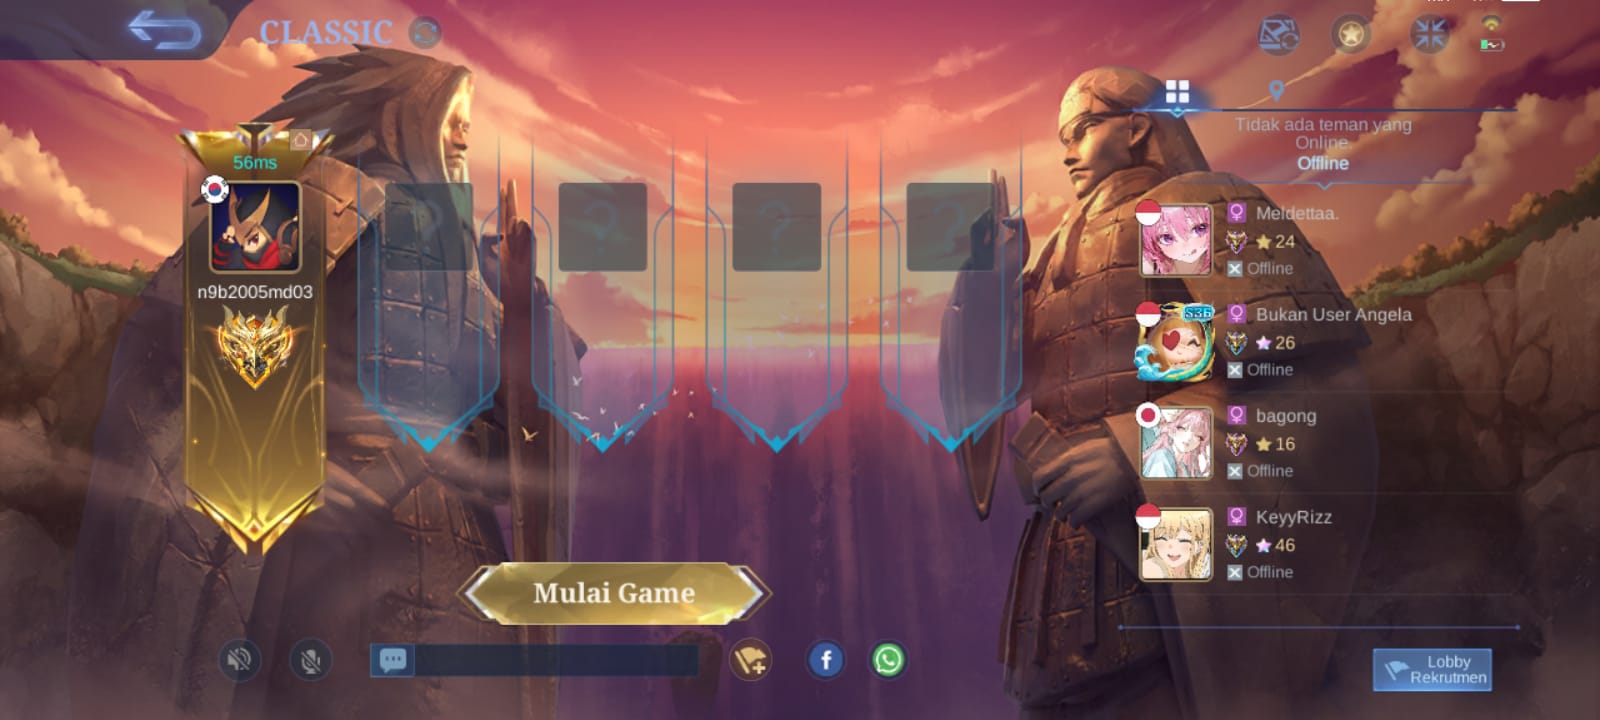 CLASSIC
56ms
n9b2005md03
Mulai Game
Tidak ada teman yang
Online.
Offline
Meldettaa.
24
Offline
S36
Bukan User Angela
26
Offline
bagong
16
Offline
KeyyRizz
46
Offline
Lobby
Rekrutmen